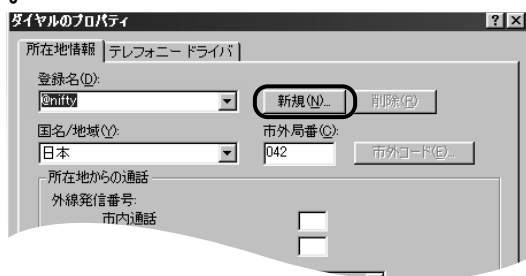 ダイヤルのプロパティ
所在地情報 テレフォニー ドライバ
登録名(D):
@nifty 新規(N)... 削除(R)
国名/地域(Y): 市外局番(C):
日本 042 市外コード(E)...
所在地からの通話
外線発信番号:
市内通話